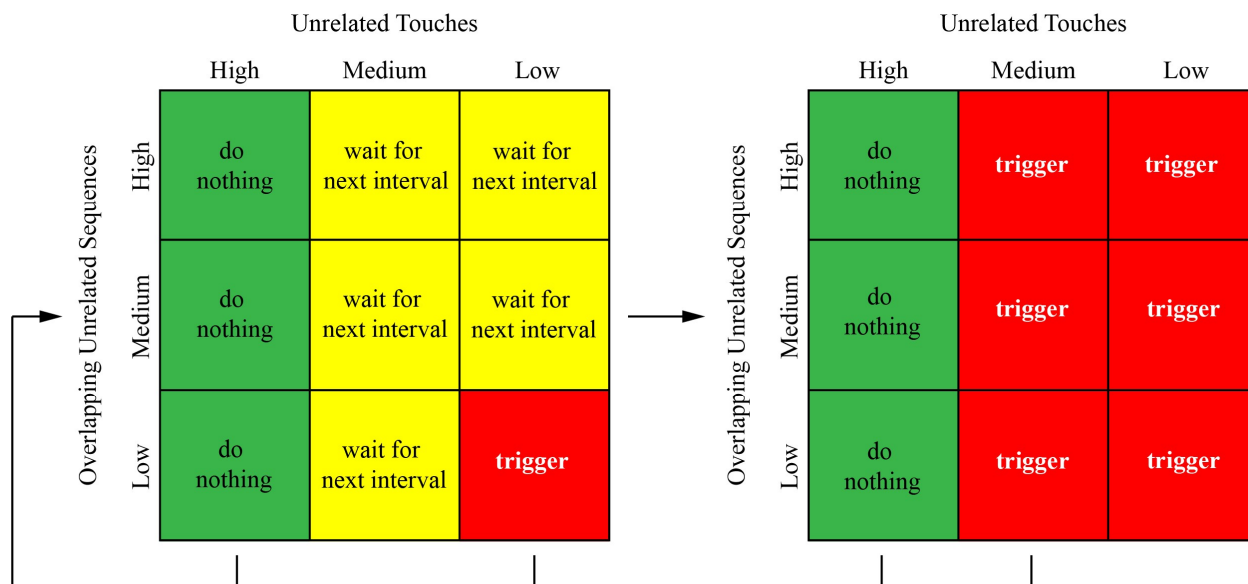 Unrelated Touches
High Medium Low
Overlapping Unrelated Sequences
High
do
nothing
wait for
next interval
wait for
next interval
Medium
do
nothing
wait for
next interval
wait for
next interval
Low
do
nothing
wait for
next interval
trigger
Unrelated Touches
High Medium Low
Overlapping Unrelated Sequences
High
do
nothing
trigger
trigger
Medium
do
nothing
trigger
trigger
Low
do
nothing
trigger
trigger